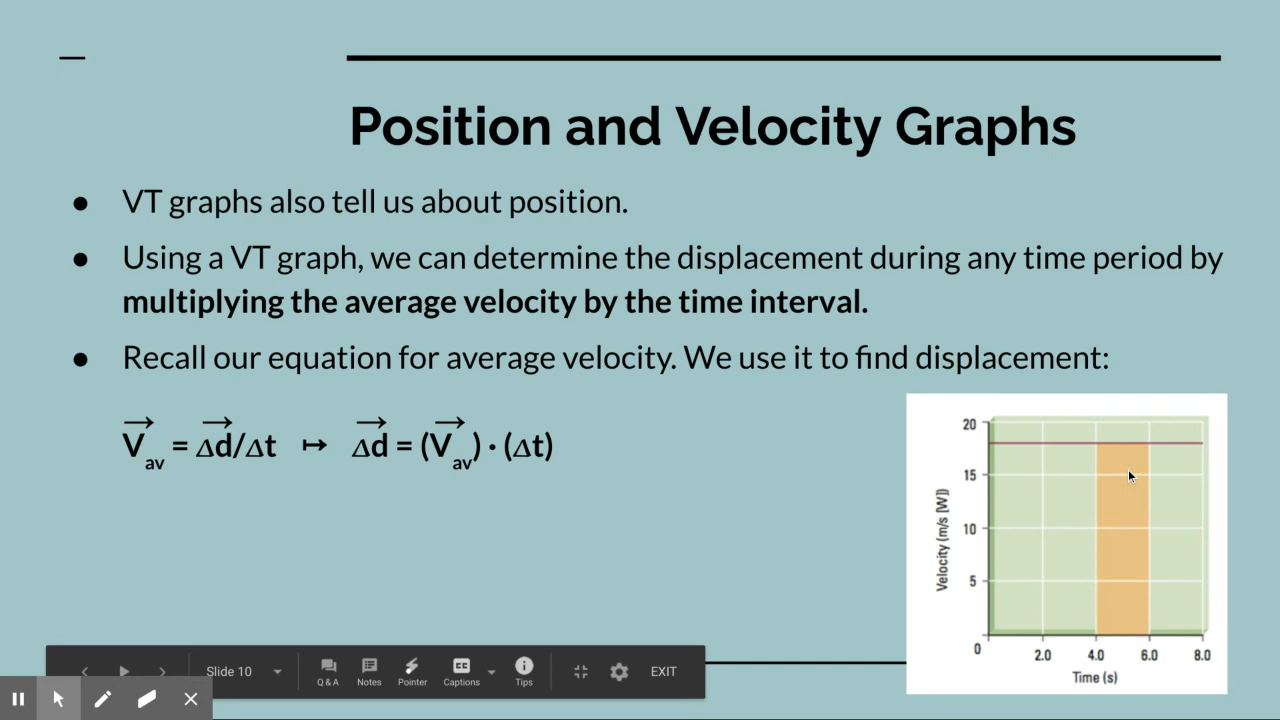 Position and Velocity Graphs
● VT graphs also tell us about position.
● Using a VT graph, we can determine the displacement during any time period by
multiplying the average velocity by the time interval.
● Recall our equation for average velocity. We use it to find displacement:
V⃗av = Δd⃗/Δt ↦ Δd⃗ = (V⃗av) · (Δt)
20
15
10
5
0
Velocity (m/s [W])
2.0 4.0 6.0 8.0
Time (s)
Slide 10
Q & A Notes Pointer Captions Tips EXIT
CC